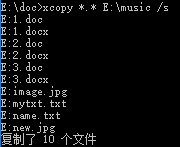 E:\doc>xcopy *.* E:\music /s
E:1.doc
E:1.docx
E:2.doc
E:2.docx
E:3.doc
E:3.docx
E:image.jpg
E:mytxt.txt
E:name.txt
E:new.jpg
复制了 10 个文件